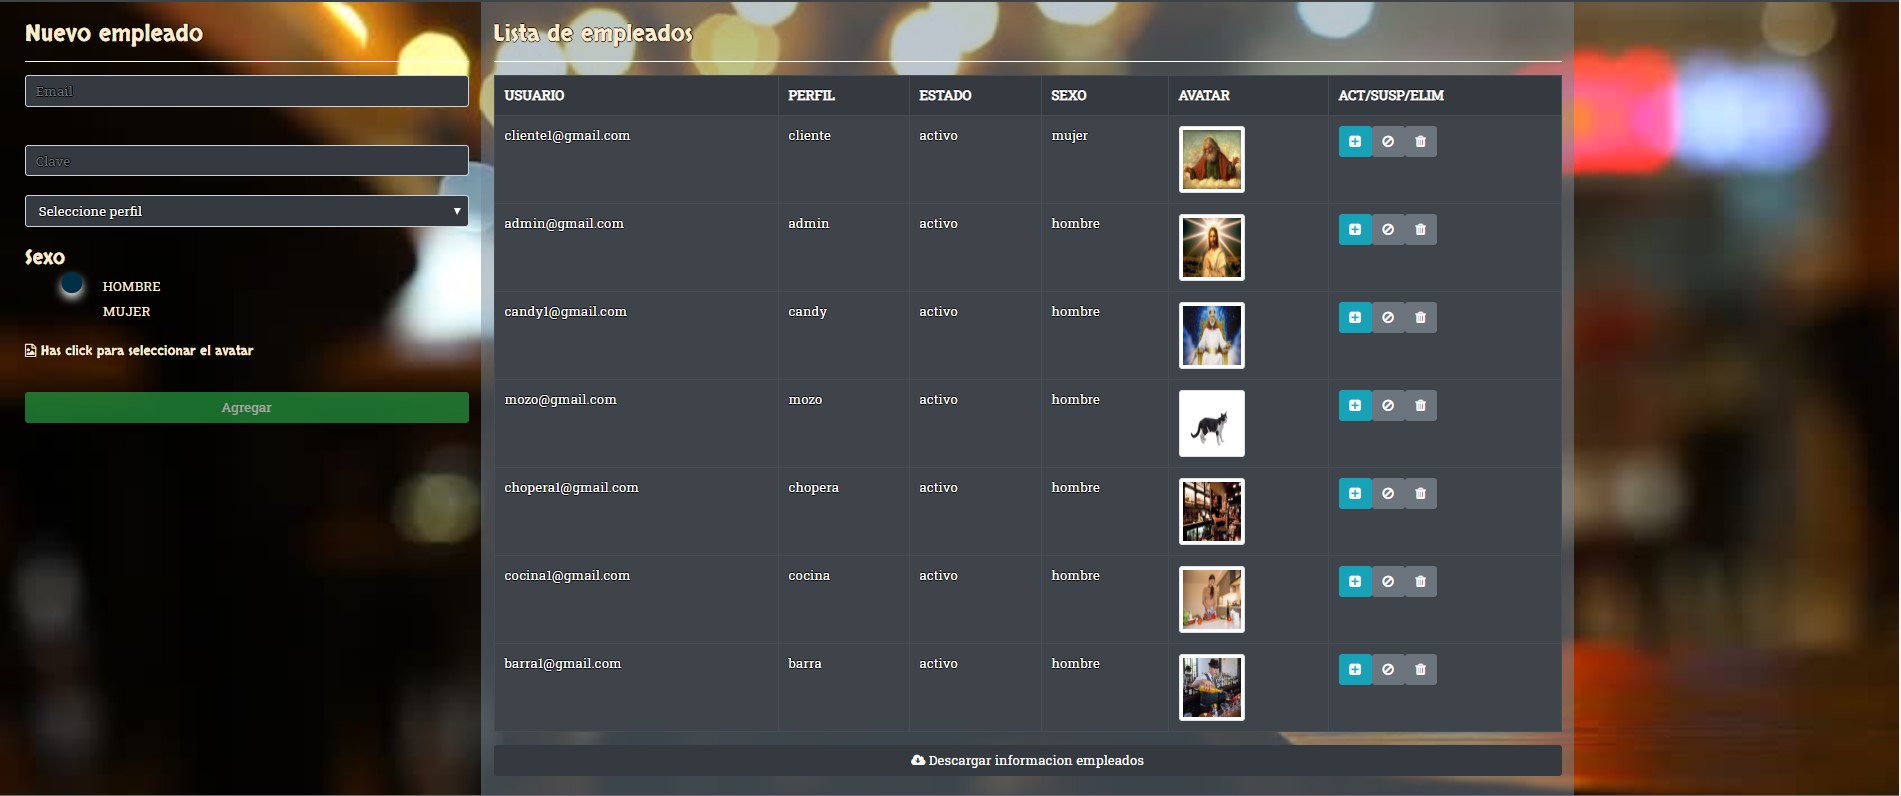 Nuevo empleado
Email
Clave
Seleccione perfil
Sexo
HOMBRE
MUJER
Has click para seleccionar el avatar
Agregar
Lista de empleados
USUARIO PERFIL ESTADO SEXO AVATAR ACT/SUSP/ELIM
cliente1@gmail.com cliente activo mujer
admin@gmail.com admin activo hombre
candy1@gmail.com candy activo hombre
mozo@gmail.com mozo activo hombre
chopera1@gmail.com chopera activo hombre
cocina1@gmail.com cocina activo hombre
barra1@gmail.com barra activo hombre
Descargar informacion empleados